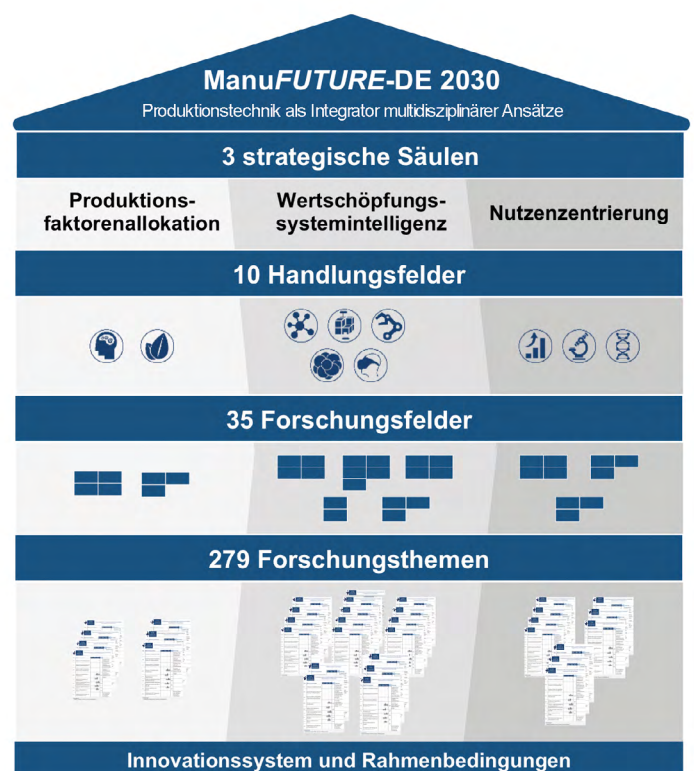 ManuFUTURE-DE 2030
Produktionstechnik als Integrator multidisziplinärer Ansätze
3 strategische Säulen
Produktions-
faktorenallokation
Wertschöpfungs-
systemintelligenz
Nutzenzentrierung
10 Handlungsfelder
35 Forschungsfelder
279 Forschungsthemen
Innovationssystem und Rahmenbedingungen